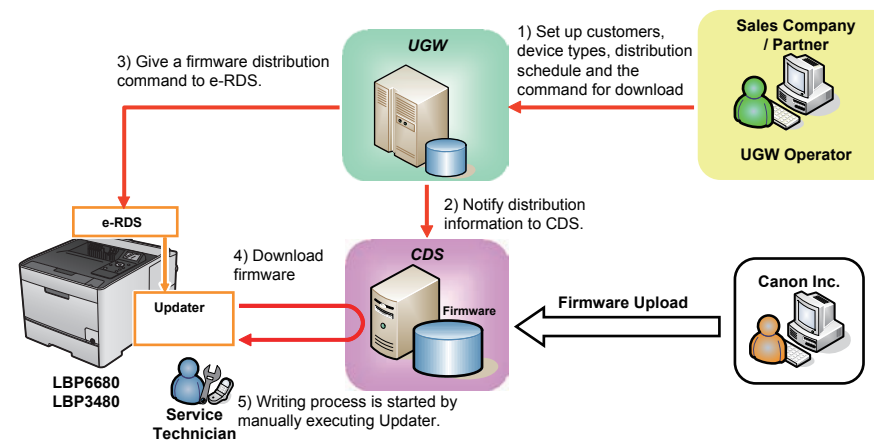 1) Set up customers,
device types, distribution
schedule and the
command for download
Sales Company
/ Partner
UGW Operator
UGW
3) Give a firmware distribution
command to e-RDS.
2) Notify distribution
information to CDS.
e-RDS
4) Download
firmware
Updater
CDS
Firmware
Firmware Upload
Canon Inc.
LBP6680
LBP3480
Service
Technician
5) Writing process is started by
manually executing Updater.